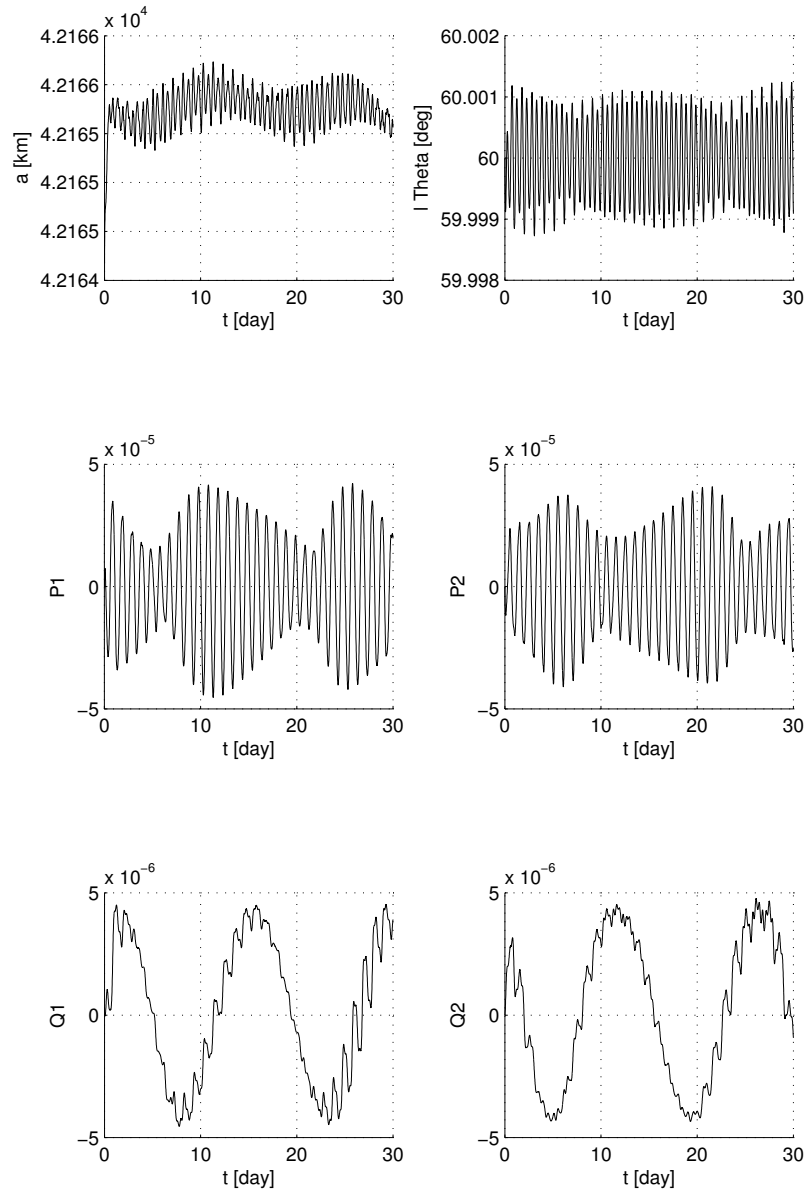 x 10⁴
4.2166
4.2166
4.2165
4.2165
4.2165
4.2164
a [km]
0 10 20 30
t [day]
60.002
60.001
60
59.999
59.998
l Theta [deg]
0 10 20 30
t [day]
x 10⁻⁵
5
0
−5
P1
0 10 20 30
t [day]
x 10⁻⁵
5
0
−5
P2
0 10 20 30
t [day]
x 10⁻⁶
5
0
−5
Q1
0 10 20 30
t [day]
x 10⁻⁶
5
0
−5
Q2
0 10 20 30
t [day]